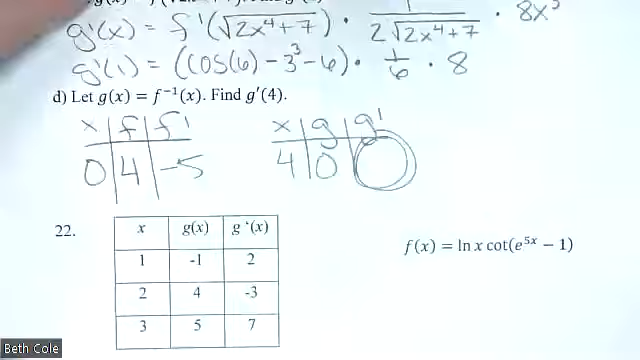 g'(x) = f'(√2x⁴+7) · 1/2√2x⁴+7 · 8x³
g'(1) = (cos(6) - 3³ - 6) · 1/6 · 8
d) Let g(x) = f⁻¹(x). Find g'(4).
x f f' x g g'
0 4 -5 4 0
22. x g(x) g'(x) f(x) = ln x cot(e⁵ˣ − 1)
1 -1 2
2 4 -3
3 5 7
Beth Cole